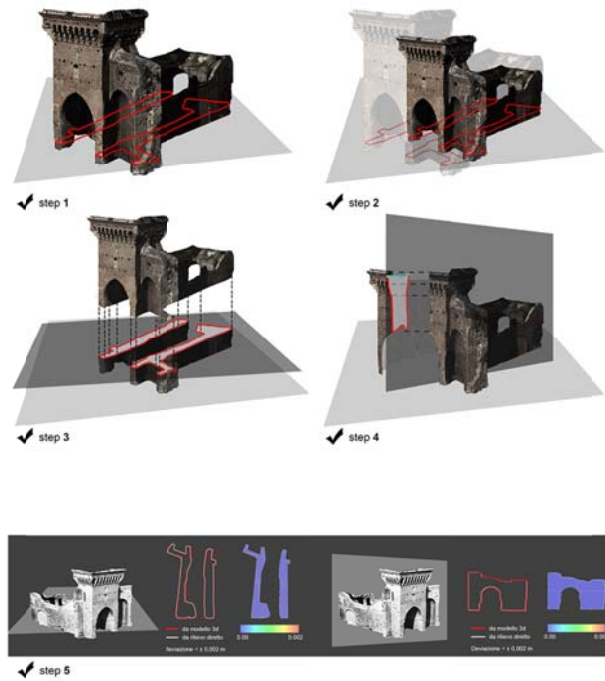 step 1
step 2
step 3
step 4
da modello 3d
da rilievo diretto
0.00 0.002
deviazione < ± 0,002 m
da modello 3d
da rilievo diretto
0.00
Deviazione < ± 0,002 m
step 5